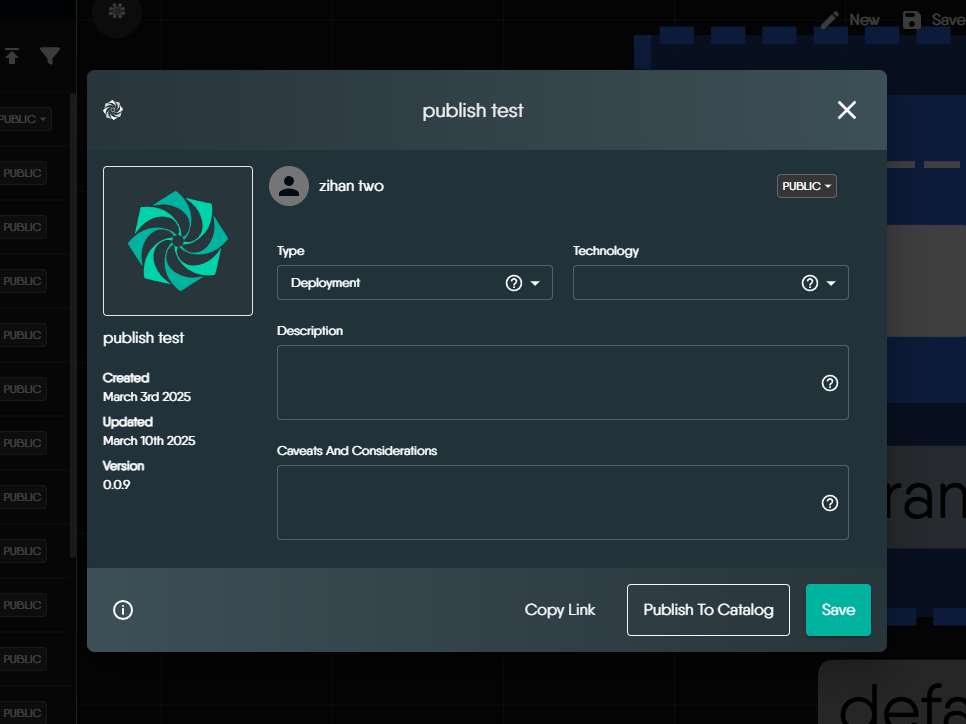 New
Save
PUBLIC
PUBLIC
PUBLIC
PUBLIC
PUBLIC
PUBLIC
PUBLIC
PUBLIC
PUBLIC
PUBLIC
PUBLIC
PUBLIC
publish test
zihan two
PUBLIC
Type
Technology
Deployment
Description
publish test
Created
March 3rd 2025
Updated
March 10th 2025
Version
0.0.9
Caveats And Considerations
Copy Link
Publish To Catalog
Save
ran
defa